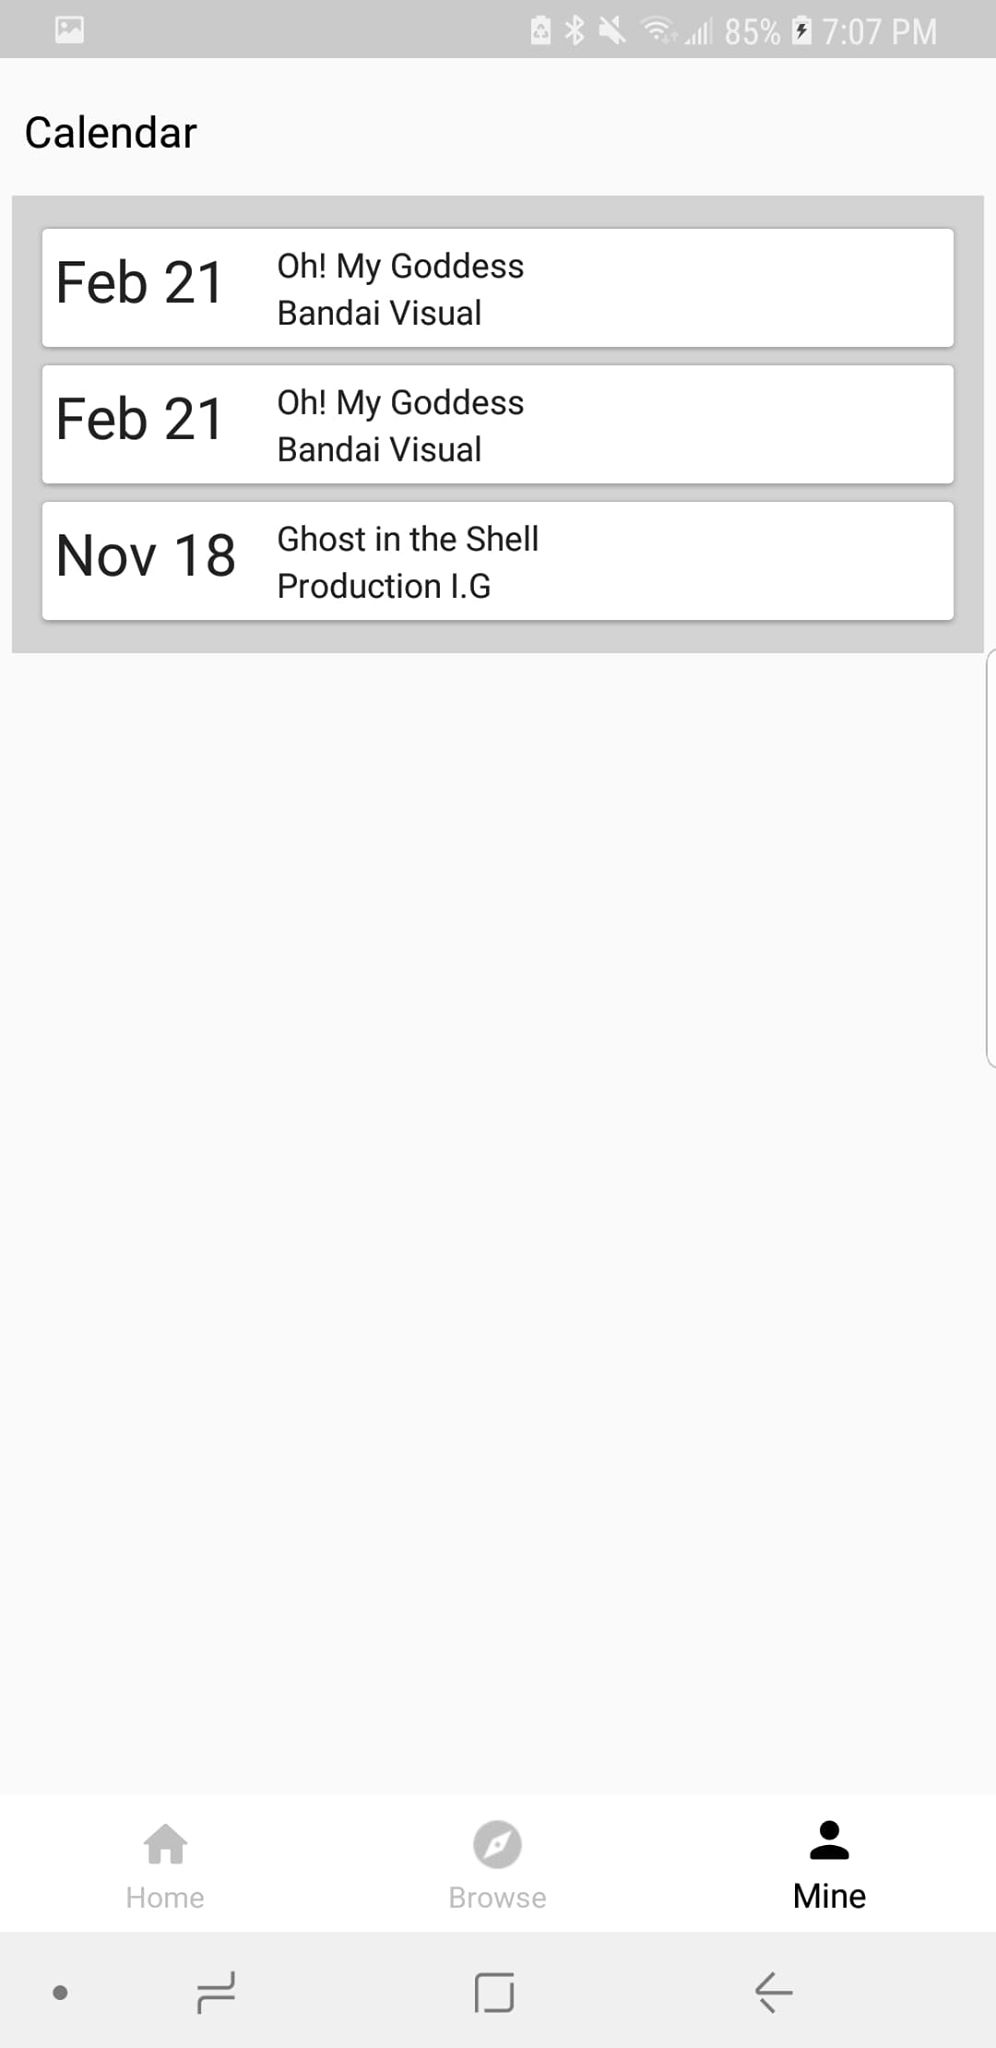 85% 7:07 PM
Calendar
Feb 21
Oh! My Goddess
Bandai Visual
Feb 21
Oh! My Goddess
Bandai Visual
Nov 18
Ghost in the Shell
Production I.G
Home
Browse
Mine